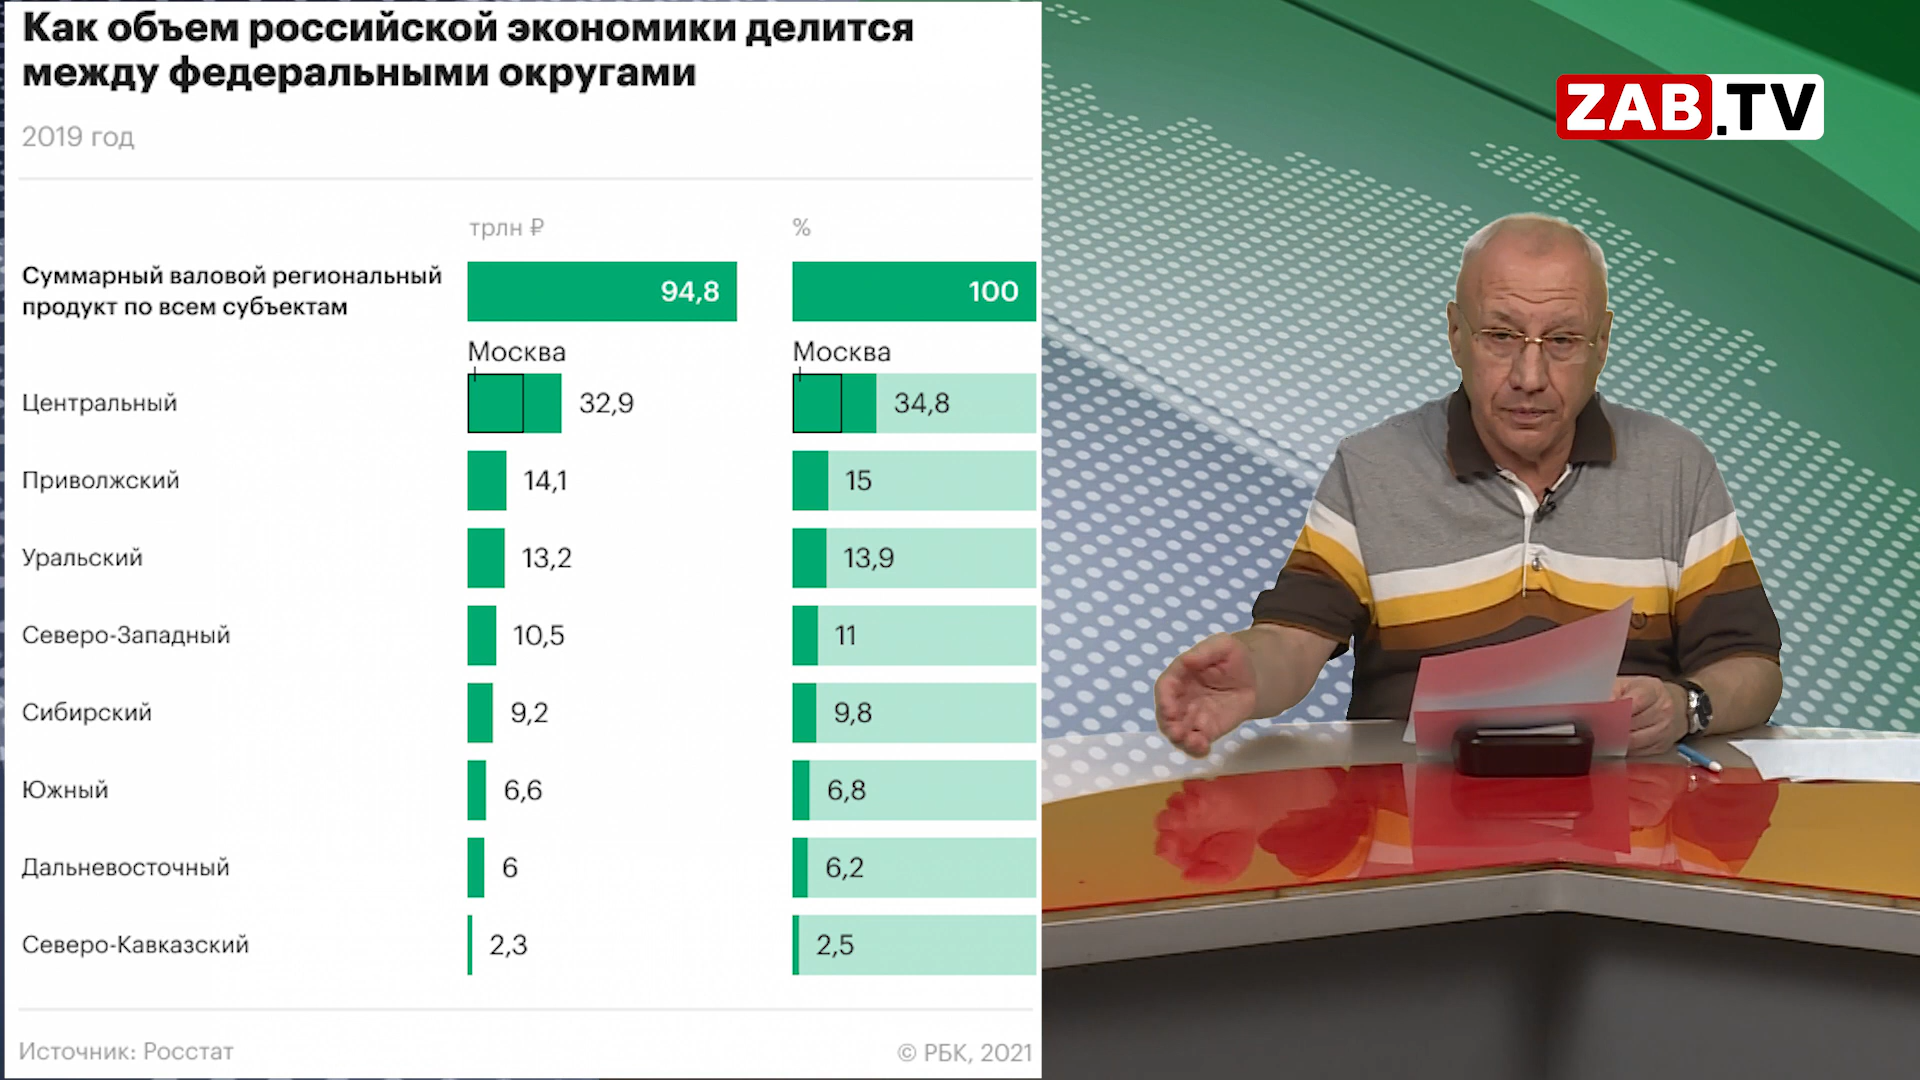 Как объем российской экономики делится
между федеральными округами
2019 год
трлн ₽ %
Суммарный валовой региональный
продукт по всем субъектам
94,8 100
Москва Москва
Центральный 32,9 34,8
Приволжский 14,1 15
Уральский 13,2 13,9
Северо-Западный 10,5 11
Сибирский 9,2 9,8
Южный 6,6 6,8
Дальневосточный 6 6,2
Северо-Кавказский 2,3 2,5
Источник: Росстат © РБК, 2021
ZAB.TV